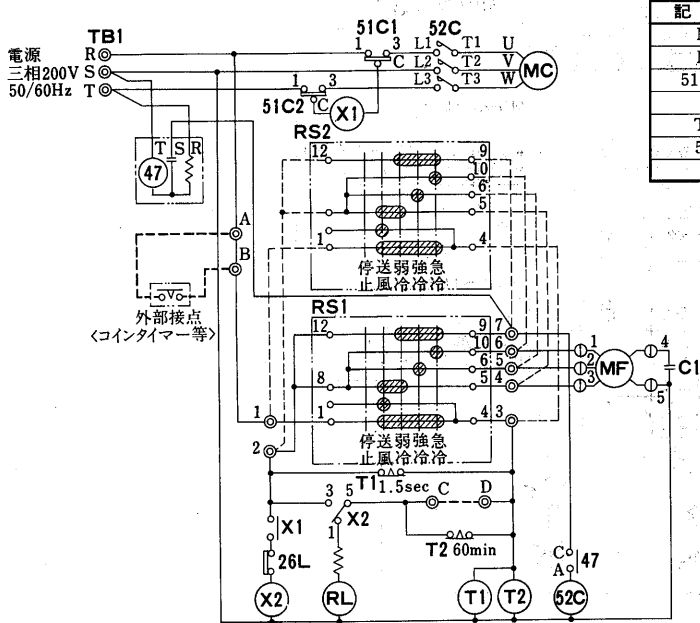 TB1
電源
三相200V
50/60Hz
R
S
T
51C1
1 3
C
52C
L1 T1 U
L2 T2 V
L3 T3 W
MC
51C2
1 3
C
X1
記
51
T
5
T S R
47
RS2
12 9
10
6
5
1 4
停送弱強急
止風冷冷冷
A
B
外部接点
<コインタイマー等>
RS1
12 9 7
10 6
6 5
8 5 4
1 1 4 3
2
停送弱強急
止風冷冷冷
1
2
3
MF
4
5
C1
T1 1.5sec
3 5
1
X2
C D
T2 60min
X1
26L
C
A
47
X2
RL
T1
T2
52C